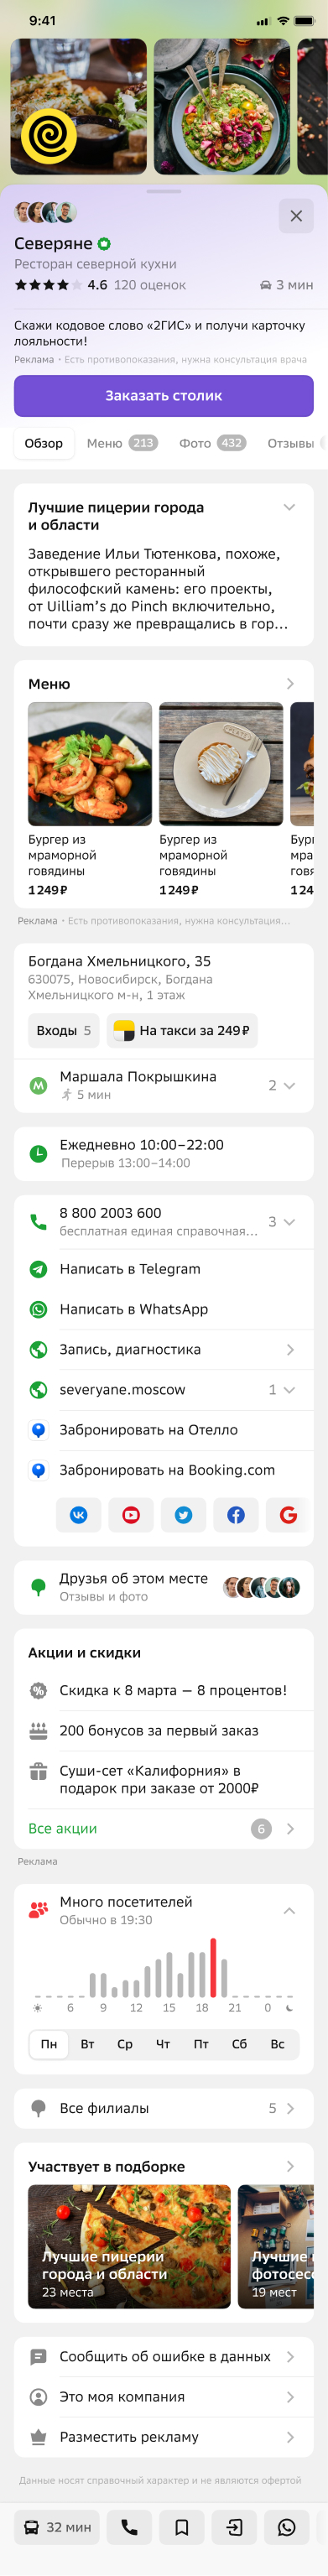 9:41
Северяне
Ресторан северной кухни
4.6 120 оценок
3 мин
Скажи кодовое слово «2ГИС» и получи карточку
лояльности!
Реклама • Есть противопоказания, нужна консультация врача
Заказать столик
Обзор Меню 213 Фото 432 Отзывы
Лучшие пиццерии города
и области
Заведение Ильи Тютенкова, похоже,
открывшего ресторанный
философский камень: его проекты,
от Uilliam’s до Pinch включительно,
почти сразу же превращались в гор...
Меню
Бургер из
мраморной
говядины
1 249 ₽
Бургер из
мраморной
говядины
1 249 ₽
Реклама • Есть противопоказания, нужна консультация...
Богдана Хмельницкого, 35
630075, Новосибирск, Богдана
Хмельницкого м-н, 1 этаж
Входы 5
На такси за 249 ₽
Маршала Покрышкина
5 мин
2
Ежедневно 10:00–22:00
Перерыв 13:00–14:00
8 800 2003 600
бесплатная единая справочная...
3
Написать в Telegram
Написать в WhatsApp
Запись, диагностика
severyane.moscow
1
Забронировать на Отелло
Забронировать на Booking.com
Друзья об этом месте
Отзывы и фото
Акции и скидки
Скидка к 8 марта — 8 процентов!
200 бонусов за первый заказ
Суши-сет «Калифорния» в
подарок при заказе от 2000₽
Все акции
6
Реклама
Много посетителей
Обычно в 19:30
6 9 12 15 18 21 0
Пн Вт Ср Чт Пт Сб Вс
Все филиалы
5
Участвует в подборке
Лучшие пиццерии
города и области
23 места
Лучшие
фотосесс
19 мест
Сообщить об ошибке в данных
Это моя компания
Разместить рекламу
Данные носят справочный характер и не являются офертой
32 мин